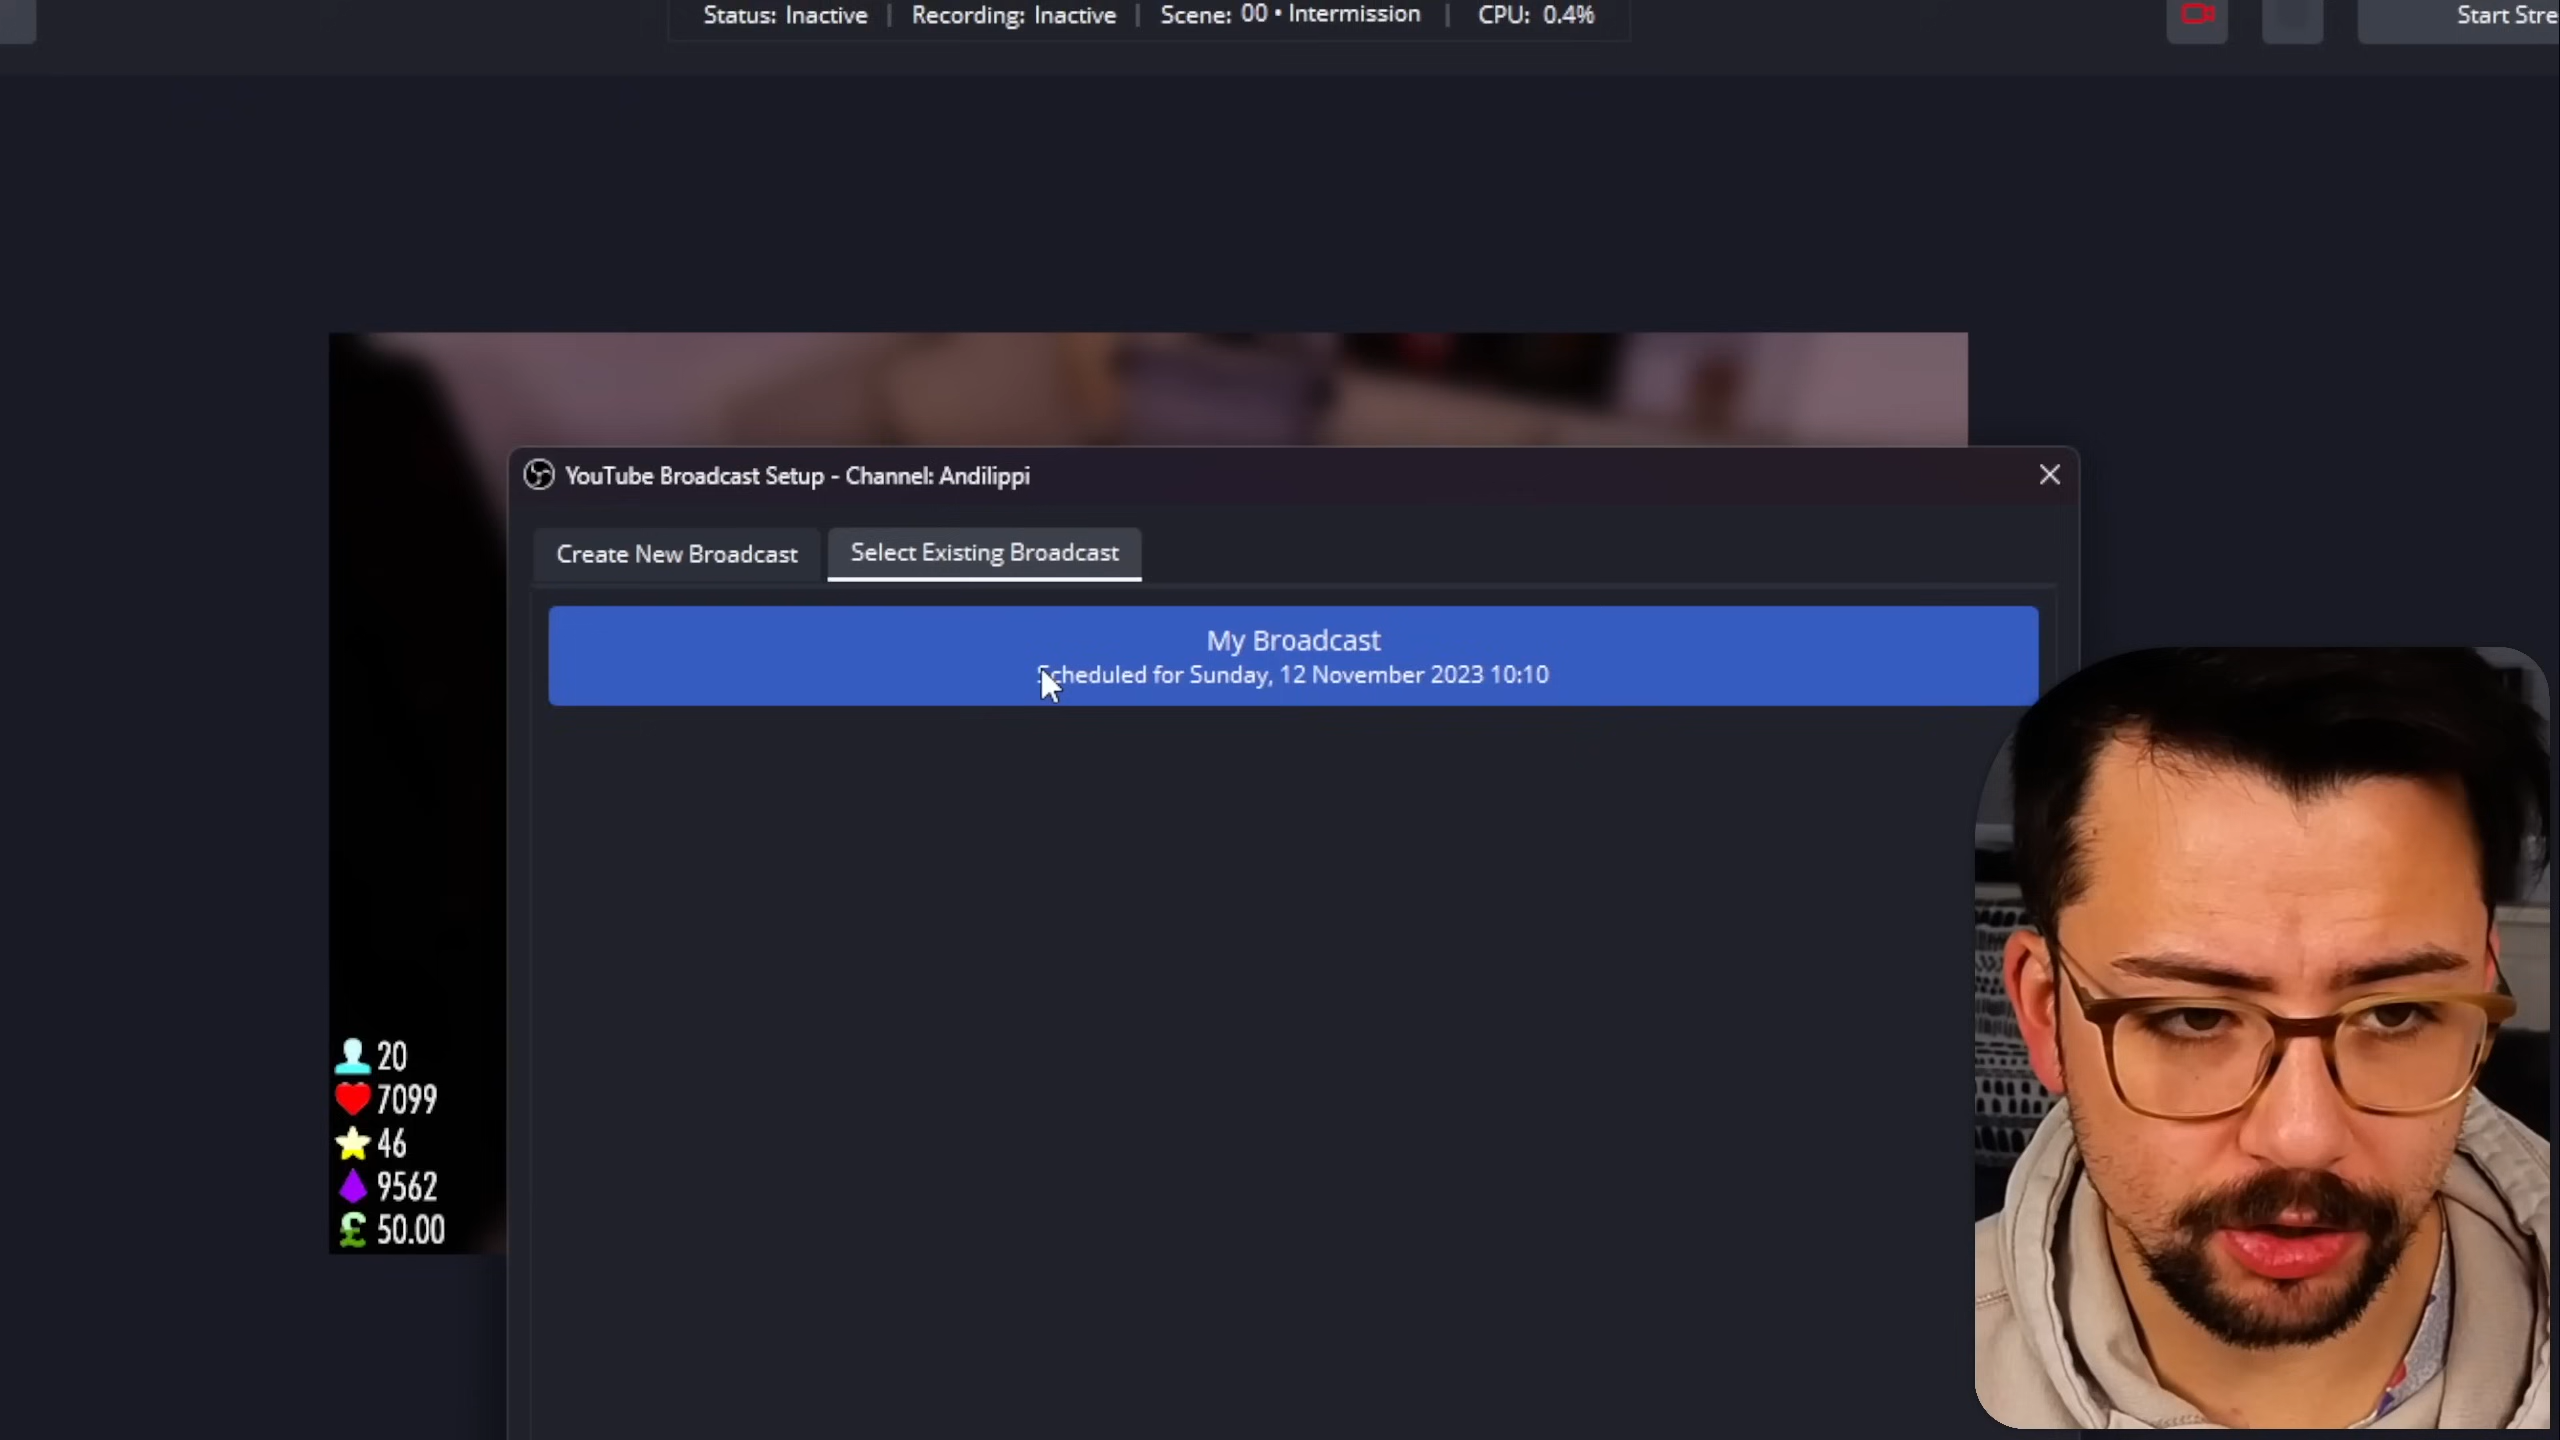 Status: Inactive | Recording: Inactive | Scene: 00 • Intermission | CPU: 0.4%
Start Stre
YouTube Broadcast Setup - Channel: Andilippi
Create New Broadcast
Select Existing Broadcast
My Broadcast
Scheduled for Sunday, 12 November 2023 10:10
20
7099
46
9562
£ 50.00